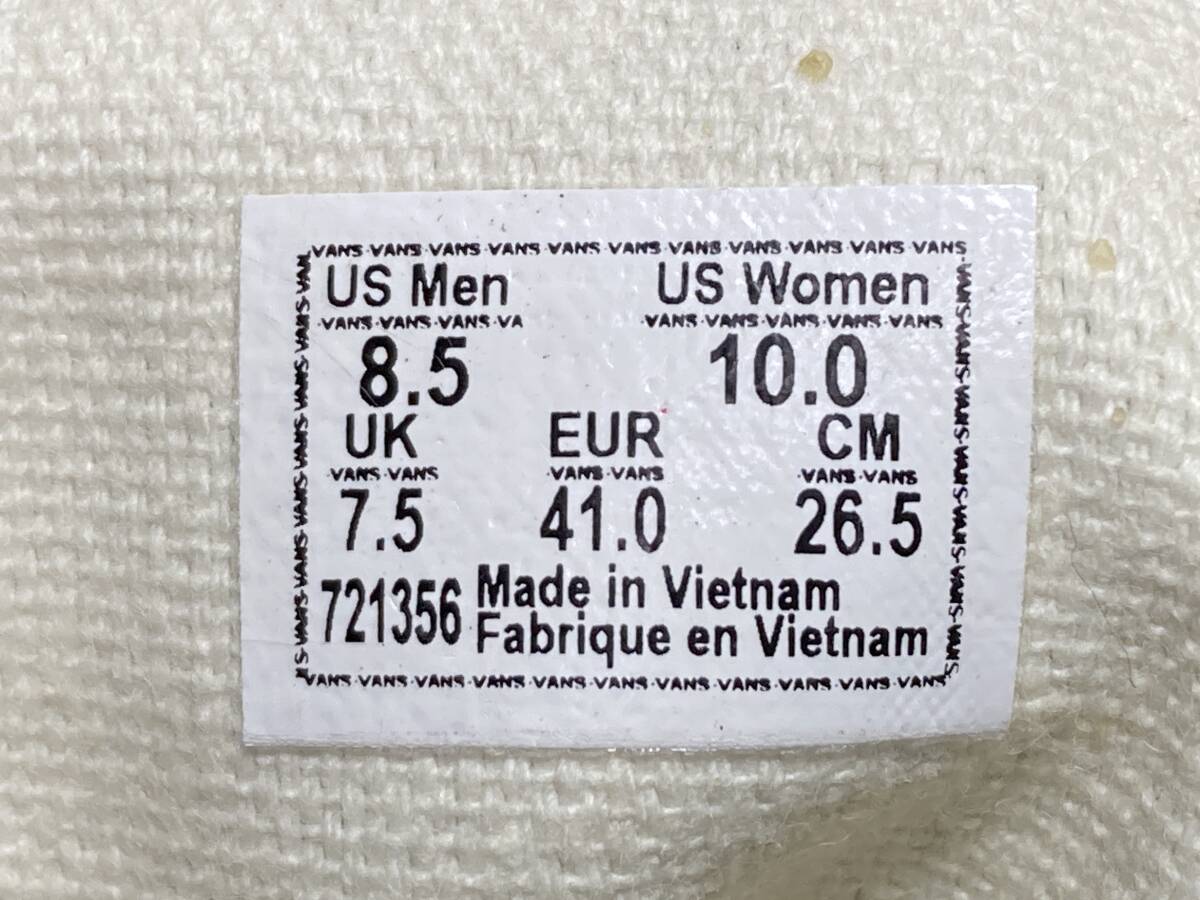 VANS·VANS·VANS·VANS·VANS·VANS·VANS·VANS·VANS·VANS·VANS
US Men US Women
·VANS·VANS·VANS·VA VANS·VANS·VANS·VANS·VANS
8.5 10.0
UK EUR CM
VANS·VANS ·VANS·VANS ·VANS·VANS
7.5 41.0 26.5
721356 Made in Vietnam
Fabrique en Vietnam
VANS·VANS·VANS·VANS·VANS·VANS·VANS·VANS·VANS·VANS·VANS